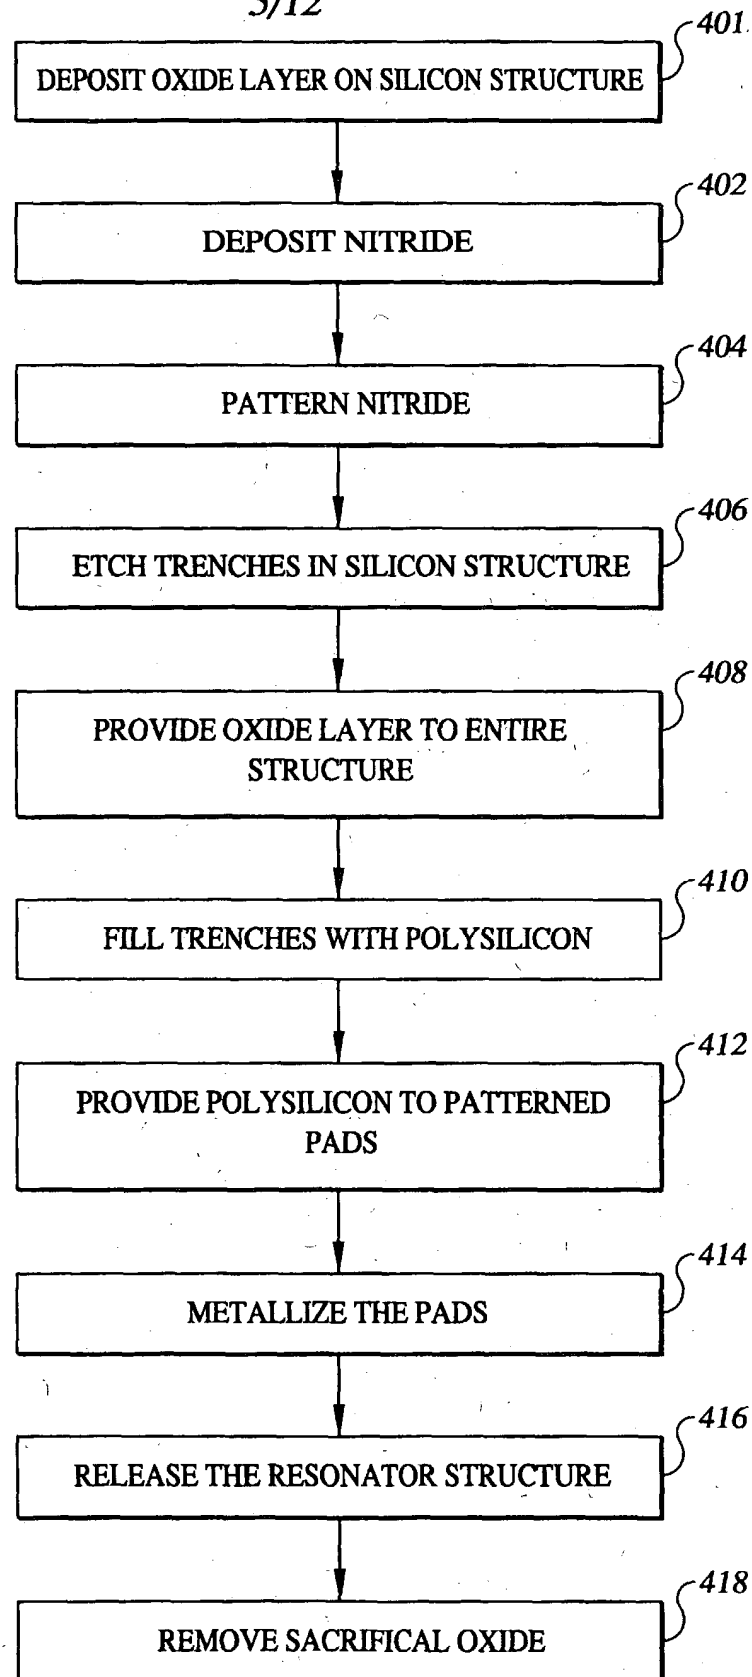 5/12
401
DEPOSIT OXIDE LAYER ON SILICON STRUCTURE
402
DEPOSIT NITRIDE
404
PATTERN NITRIDE
406
ETCH TRENCHES IN SILICON STRUCTURE
408
PROVIDE OXIDE LAYER TO ENTIRE
STRUCTURE
410
FILL TRENCHES WITH POLYSILICON
412
PROVIDE POLYSILICON TO PATTERNED
PADS
414
METALLIZE THE PADS
416
RELEASE THE RESONATOR STRUCTURE
418
REMOVE SACRIFICAL OXIDE